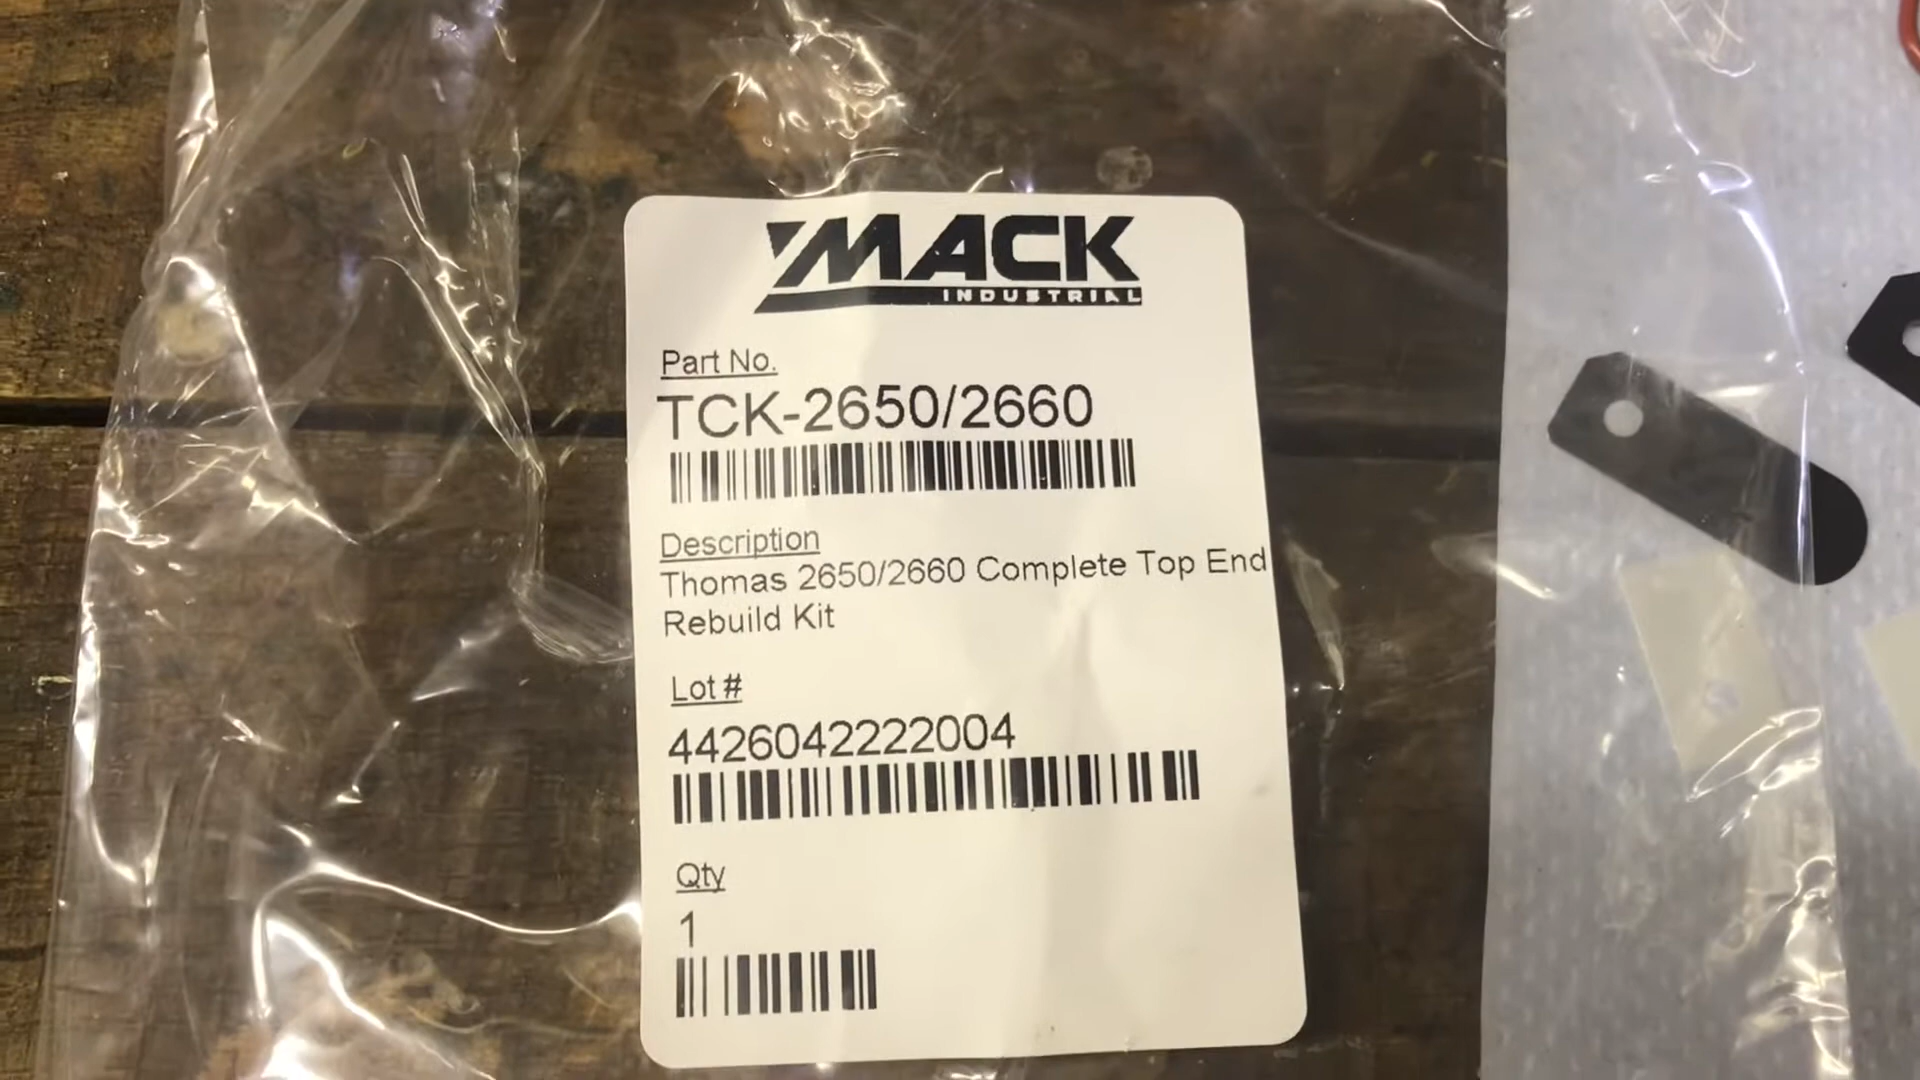 MACK
INDUSTRIAL
Part No.
TCK-2650/2660
Description
Thomas 2650/2660 Complete Top End
Rebuild Kit
Lot #
4426042222004
Qty
1